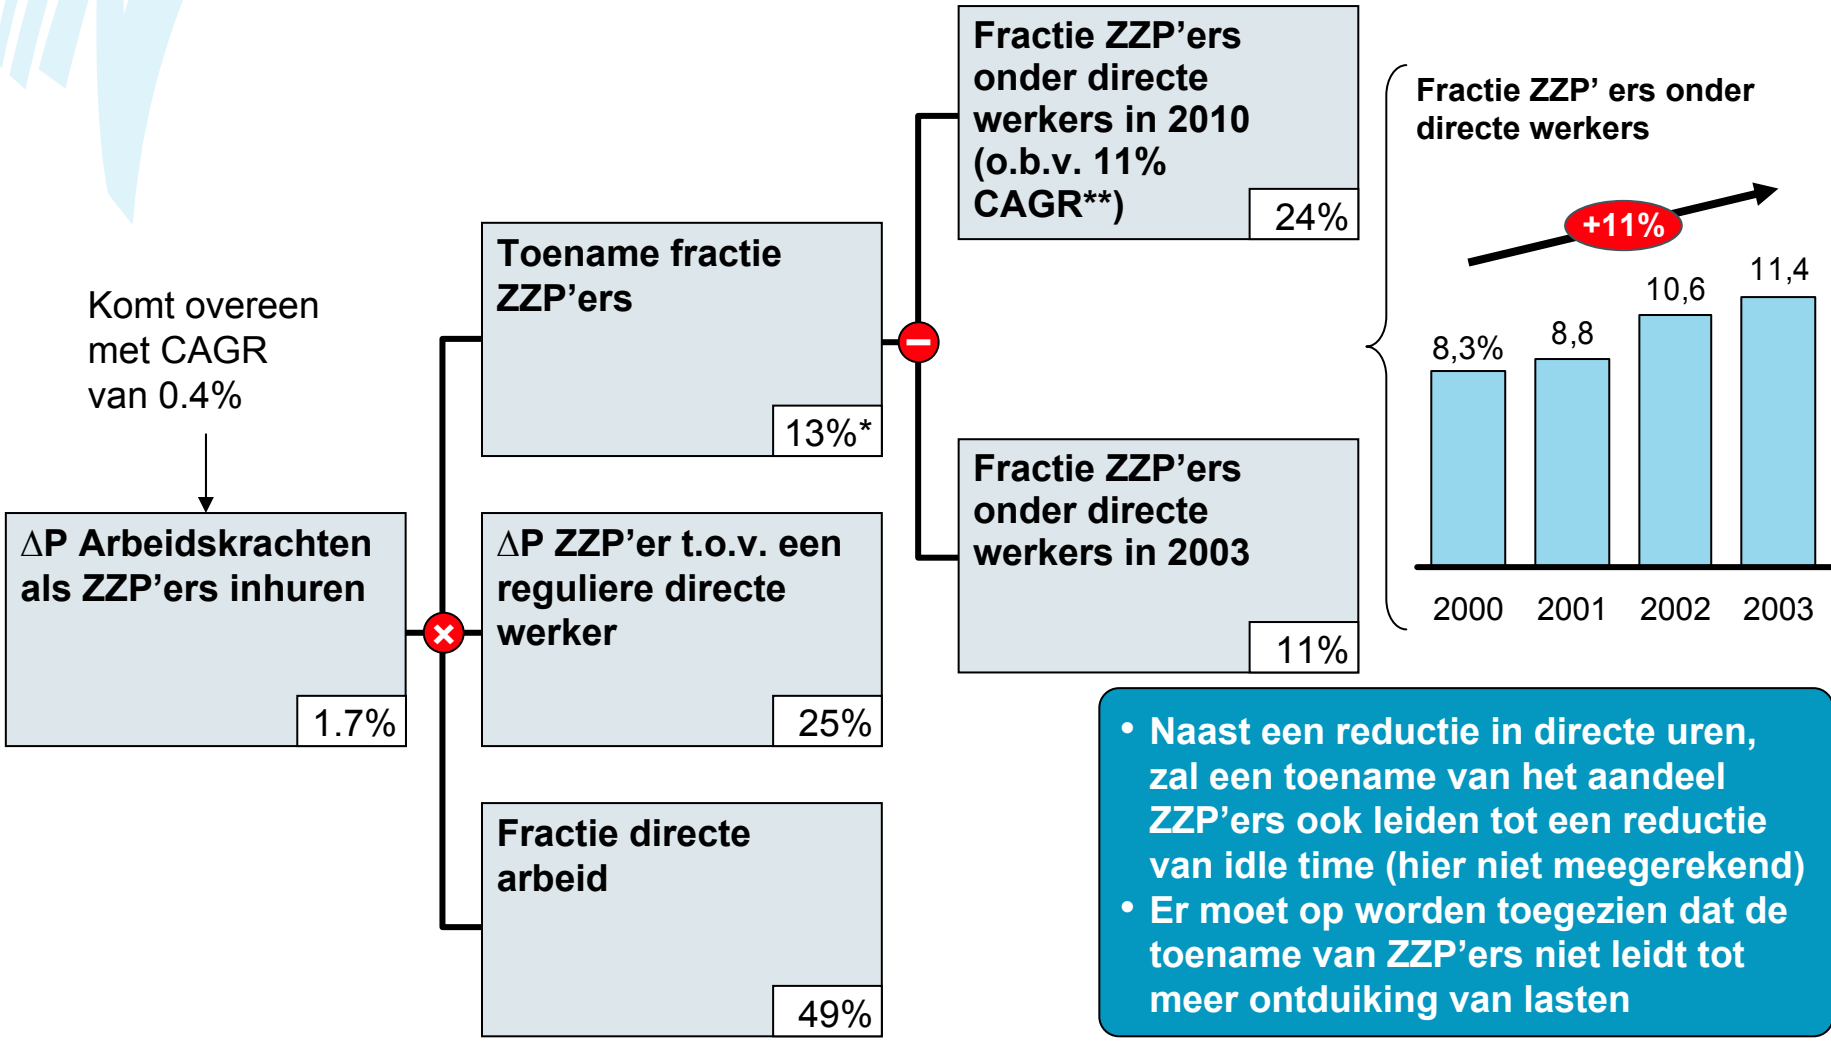 Komt overeen
met CAGR
van 0.4%
∆P Arbeidskrachten
als ZZP’ers inhuren
1.7%
Toename fractie
ZZP’ers
13%*
∆P ZZP’er t.o.v. een
reguliere directe
werker
25%
Fractie directe
arbeid
49%
Fractie ZZP’ers
onder directe
werkers in 2010
(o.b.v. 11%
CAGR**)
24%
Fractie ZZP’ers
onder directe
werkers in 2003
11%
Fractie ZZP’ ers onder
directe werkers
+11%
8,3%
8,8
10,6
11,4
2000 2001 2002 2003
• Naast een reductie in directe uren,
zal een toename van het aandeel
ZZP’ers ook leiden tot een reductie
van idle time (hier niet meegerekend)
• Er moet op worden toegezien dat de
toename van ZZP’ers niet leidt tot
meer ontduiking van lasten